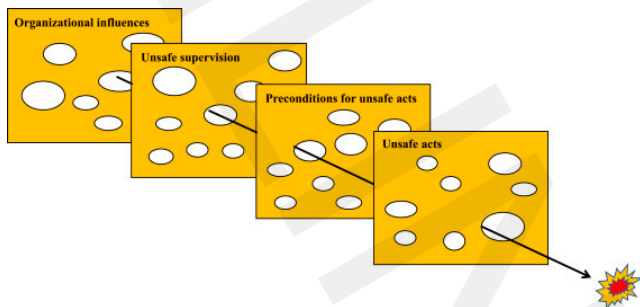 Organizational influences
Unsafe supervision
Preconditions for unsafe acts
Unsafe acts